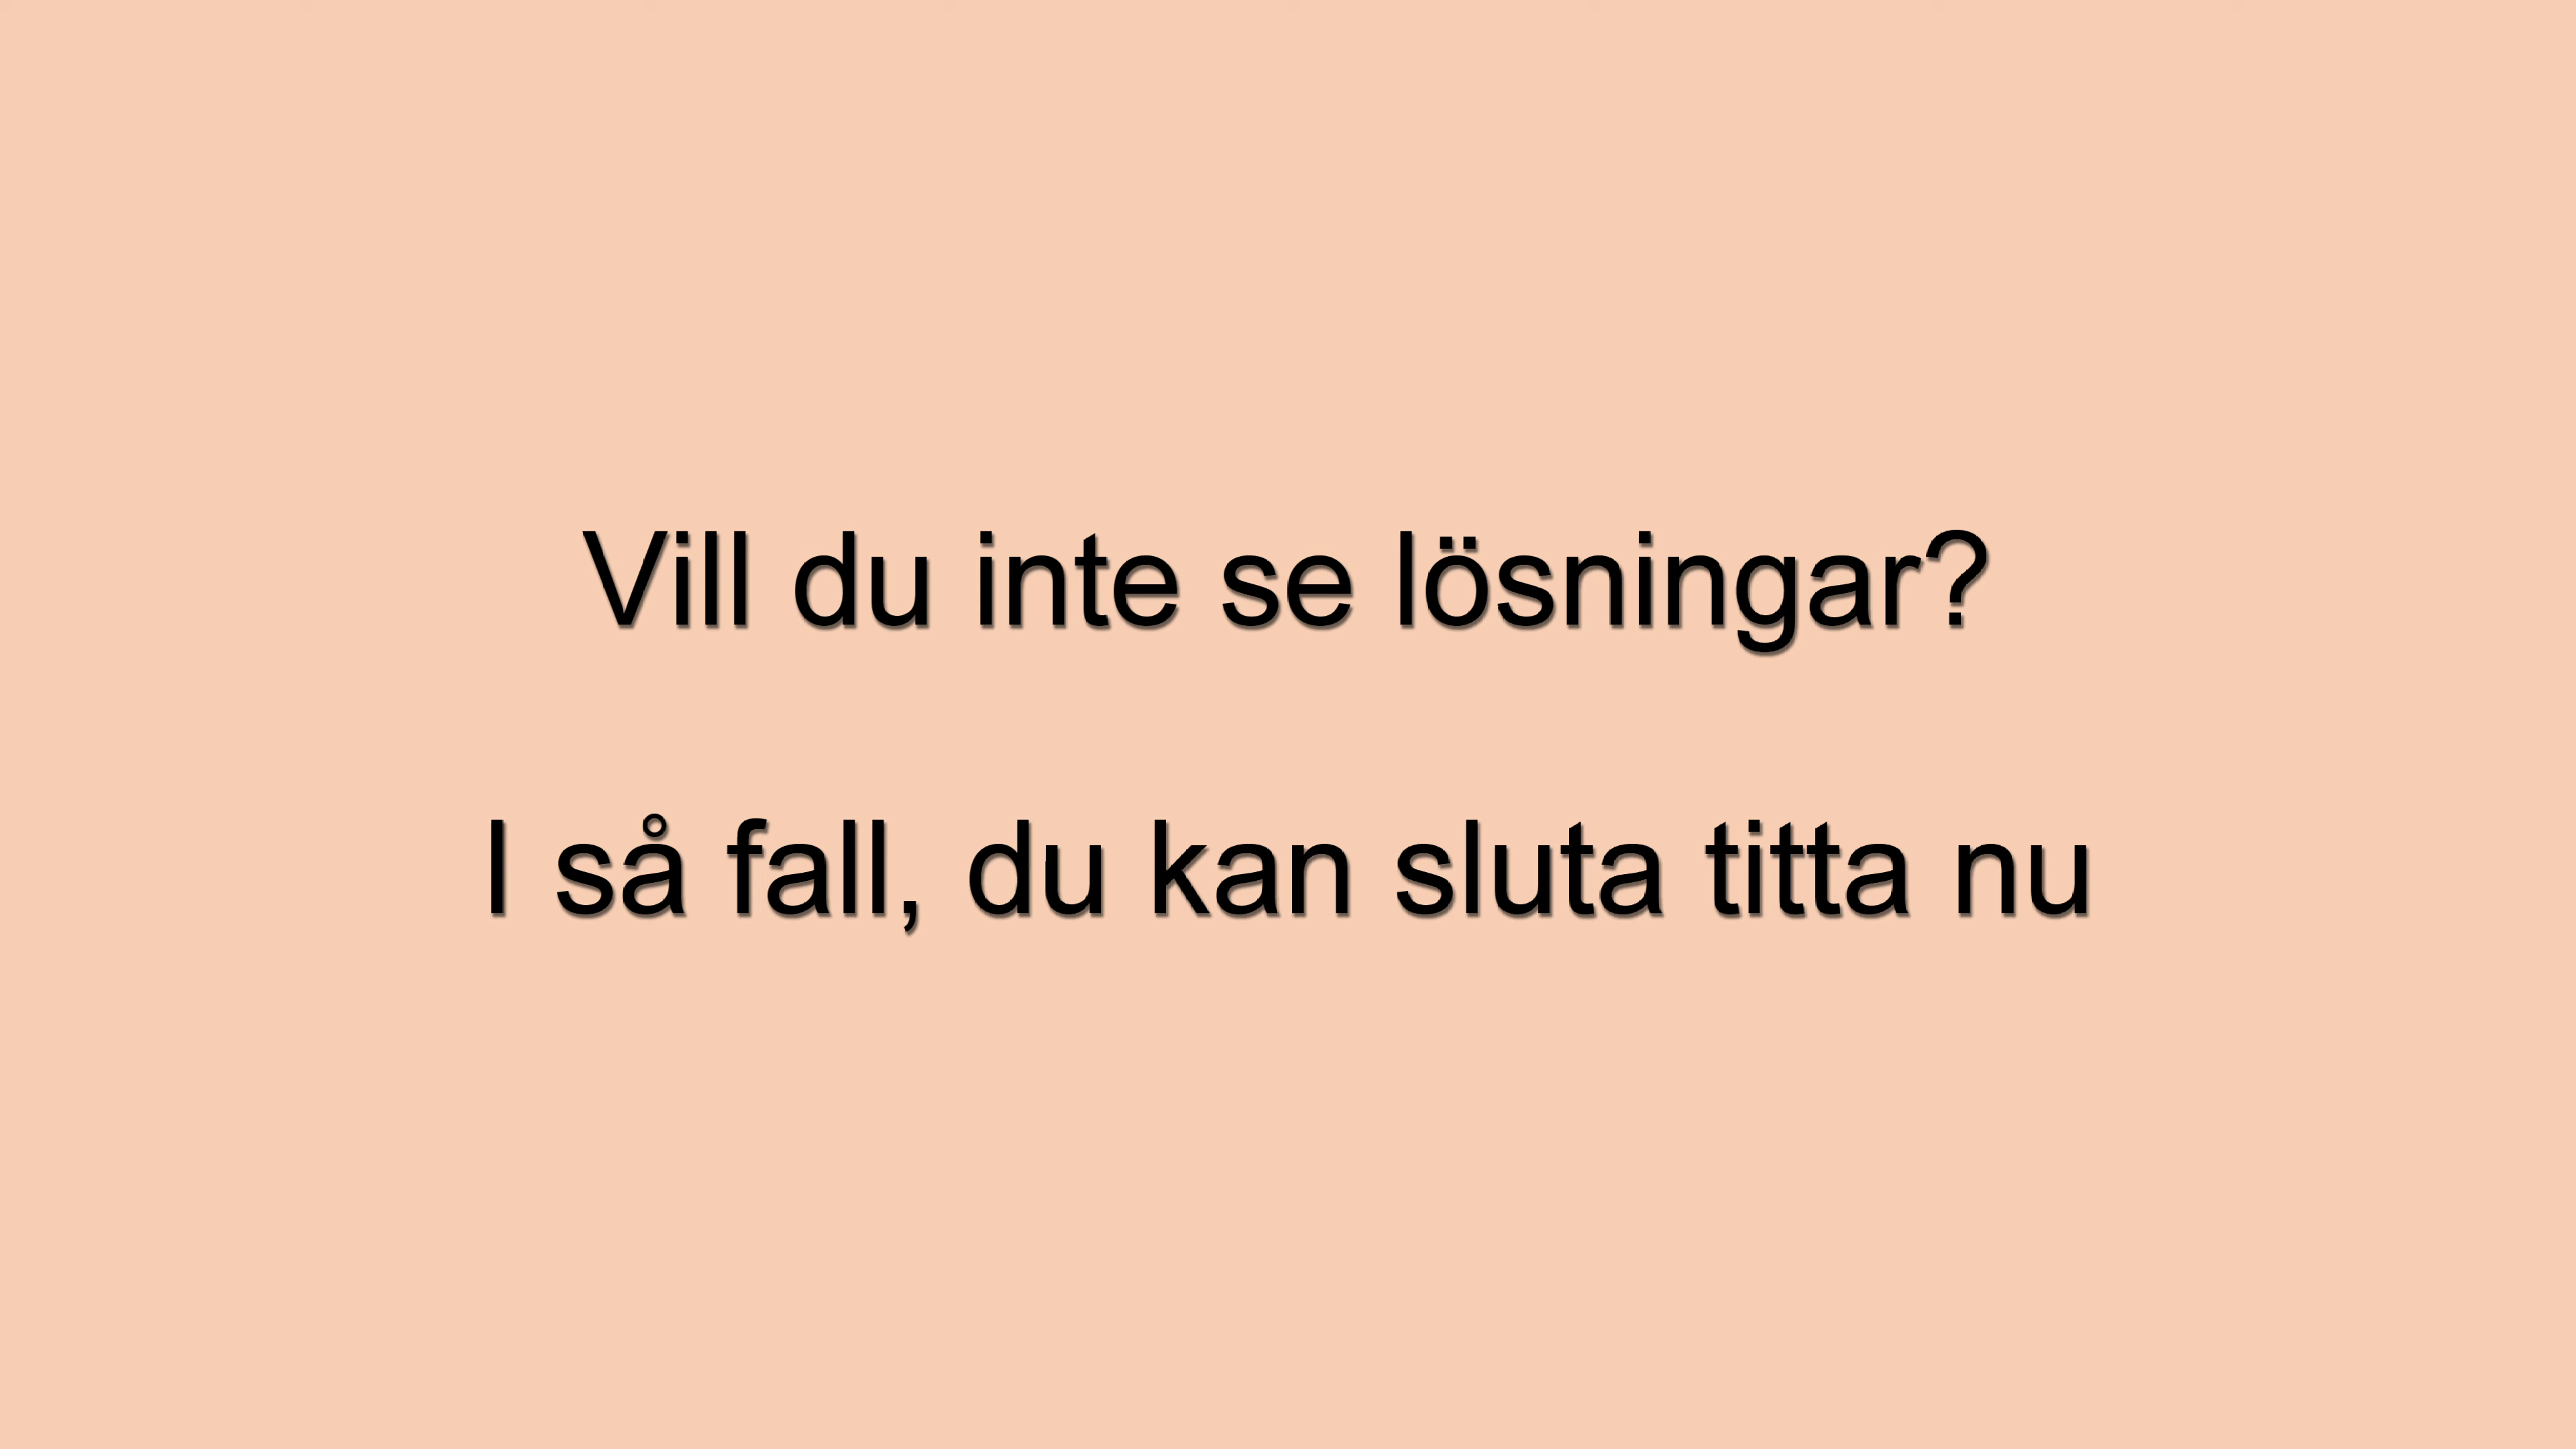 Vill du inte se lösningar?
I så fall, du kan sluta titta nu